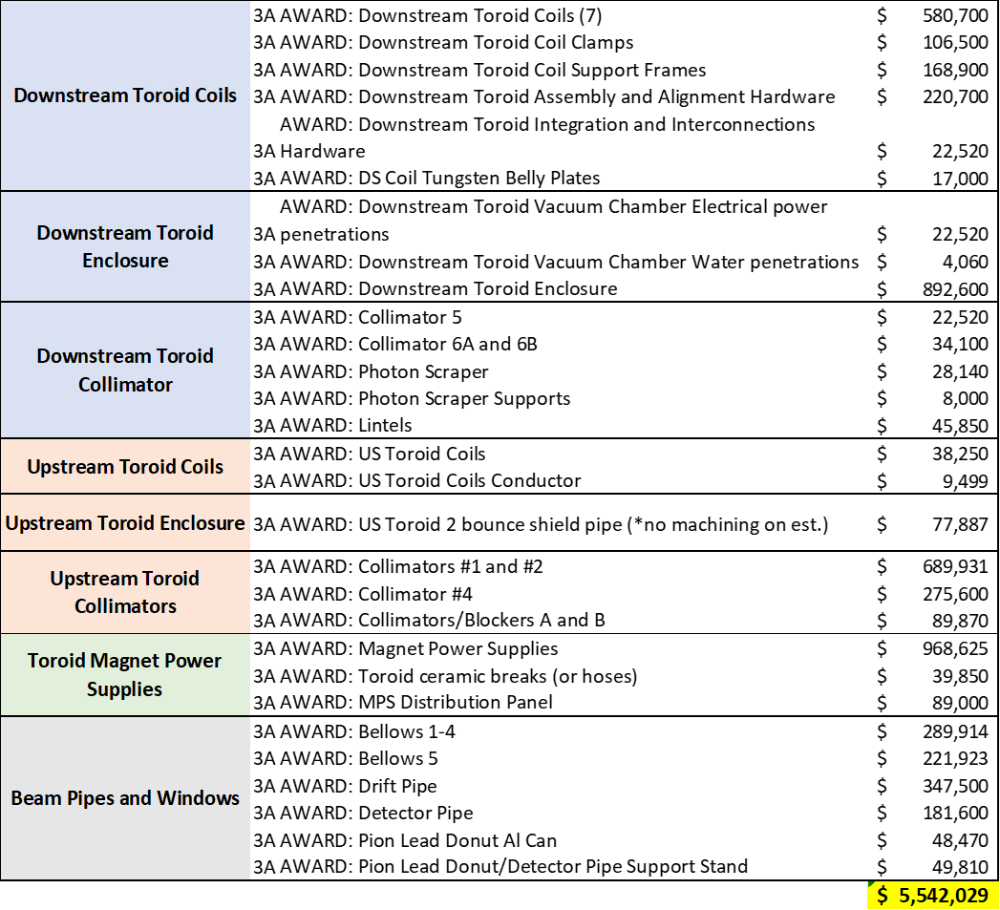 Downstream Toroid Coils
3A AWARD: Downstream Toroid Coils (7) $ 580,700
3A AWARD: Downstream Toroid Coil Clamps $ 106,500
3A AWARD: Downstream Toroid Coil Support Frames $ 168,900
3A AWARD: Downstream Toroid Assembly and Alignment Hardware $ 220,700
AWARD: Downstream Toroid Integration and Interconnections
3A Hardware $ 22,520
3A AWARD: DS Coil Tungsten Belly Plates $ 17,000
Downstream Toroid
Enclosure
AWARD: Downstream Toroid Vacuum Chamber Electrical power
3A penetrations $ 22,520
3A AWARD: Downstream Toroid Vacuum Chamber Water penetrations $ 4,060
3A AWARD: Downstream Toroid Enclosure $ 892,600
Downstream Toroid
Collimator
3A AWARD: Collimator 5 $ 22,520
3A AWARD: Collimator 6A and 6B $ 34,100
3A AWARD: Photon Scraper $ 28,140
3A AWARD: Photon Scraper Supports $ 8,000
3A AWARD: Lintels $ 45,850
Upstream Toroid Coils
3A AWARD: US Toroid Coils $ 38,250
3A AWARD: US Toroid Coils Conductor $ 9,499
Upstream Toroid Enclosure
3A AWARD: US Toroid 2 bounce shield pipe (*no machining on est.) $ 77,887
Upstream Toroid
Collimators
3A AWARD: Collimators #1 and #2 $ 689,931
3A AWARD: Collimator #4 $ 275,600
3A AWARD: Collimators/Blockers A and B $ 89,870
Toroid Magnet Power
Supplies
3A AWARD: Magnet Power Supplies $ 968,625
3A AWARD: Toroid ceramic breaks (or hoses) $ 39,850
3A AWARD: MPS Distribution Panel $ 89,000
Beam Pipes and Windows
3A AWARD: Bellows 1-4 $ 289,914
3A AWARD: Bellows 5 $ 221,923
3A AWARD: Drift Pipe $ 347,500
3A AWARD: Detector Pipe $ 181,600
3A AWARD: Pion Lead Donut Al Can $ 48,470
3A AWARD: Pion Lead Donut/Detector Pipe Support Stand $ 49,810
$ 5,542,029